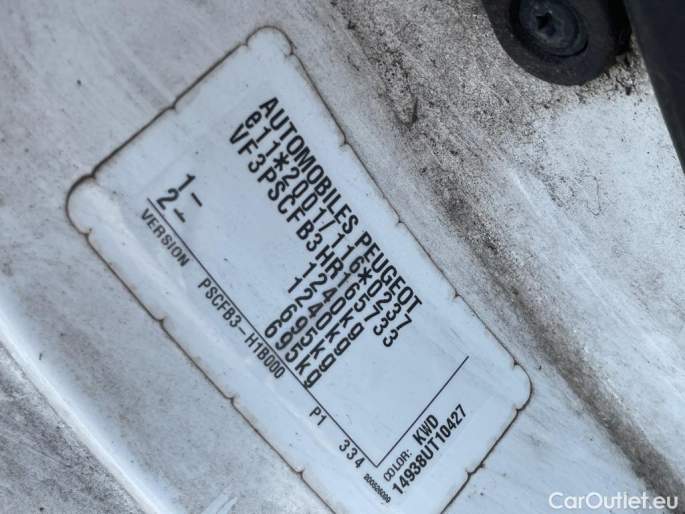 AUTOMOBILES PEUGEOT
e11*2001/116*0237
VF3PSCFB3HR165733
1240kg
1240kg
1- 695kg
2- 695kg
VERSION PSCFB3-H1B000 P1 334
COLOR: KWD
14938UT10427
CarOutlet.eu